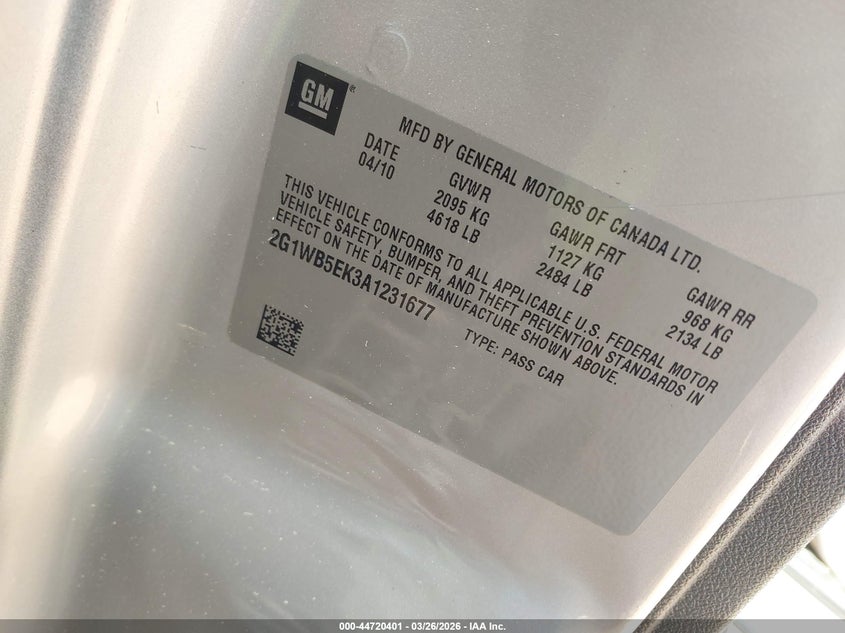 GM®
MFD BY GENERAL MOTORS OF CANADA LTD.
DATE GVWR GAWR FRT GAWR RR
04/10 2095 KG 1127 KG 968 KG
4618 LB 2484 LB 2134 LB
THIS VEHICLE CONFORMS TO ALL APPLICABLE U.S. FEDERAL MOTOR
VEHICLE SAFETY, BUMPER, AND THEFT PREVENTION STANDARDS IN
EFFECT ON THE DATE OF MANUFACTURE SHOWN ABOVE.
2G1WB5EK3A1231677 TYPE: PASS CAR
000-44720401 - 03/26/2026 - IAA Inc.